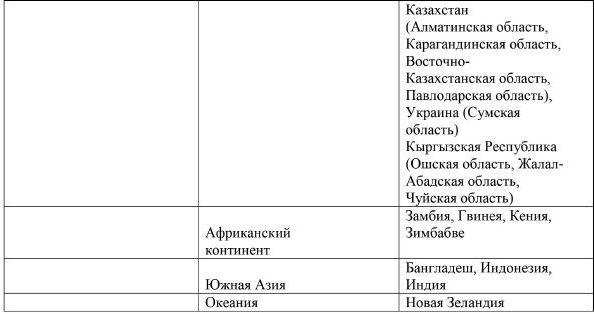 Казахстан
(Алматинская область,
Карагандинская область,
Восточно-
Казахстанская область,
Павлодарская область),
Украина (Сумская
область)
Кыргызская Республика
(Ошская область, Жалал-
Абадская область,
Чуйская область)
Африканский
континент
Замбия, Гвинея, Кения,
Зимбабве
Южная Азия
Бангладеш, Индонезия,
Индия
Океания
Новая Зеландия